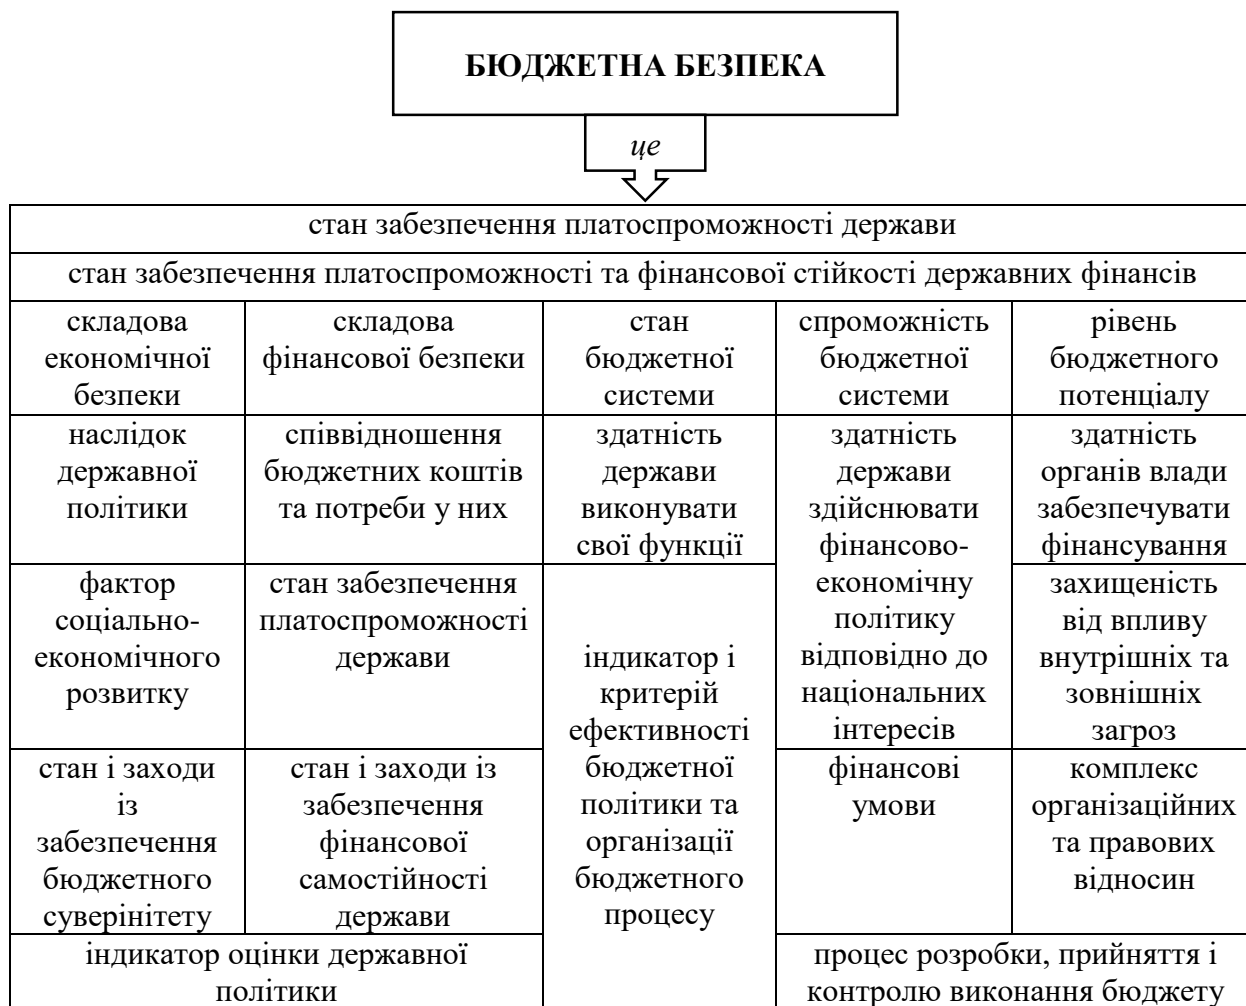 БЮДЖЕТНА БЕЗПЕКА
це
стан забезпечення платоспроможності держави
стан забезпечення платоспроможності та фінансової стійкості державних фінансів
складова
економічної
безпеки
складова
фінансової безпеки
стан
бюджетної
системи
спроможність
бюджетної
системи
рівень
бюджетного
потенціалу
наслідок
державної
політики
співвідношення
бюджетних коштів
та потреби у них
здатність
держави
виконувати
свої функції
здатність
держави
здійснювати
фінансово-
економічну
політику
відповідно до
національних
інтересів
здатність
органів влади
забезпечувати
фінансування
фактор
соціально-
економічного
розвитку
стан забезпечення
платоспроможності
держави
індикатор і
критерій
ефективності
бюджетної
політики та
організації
бюджетного
процесу
захищеність
від впливу
внутрішніх та
зовнішніх
загроз
стан і заходи
із
забезпечення
бюджетного
суверінітету
стан і заходи із
забезпечення
фінансової
самостійності
держави
фінансові
умови
комплекс
організаційних
та правових
відносин
індикатор оцінки державної
політики
процес розробки, прийняття і
контролю виконання бюджету